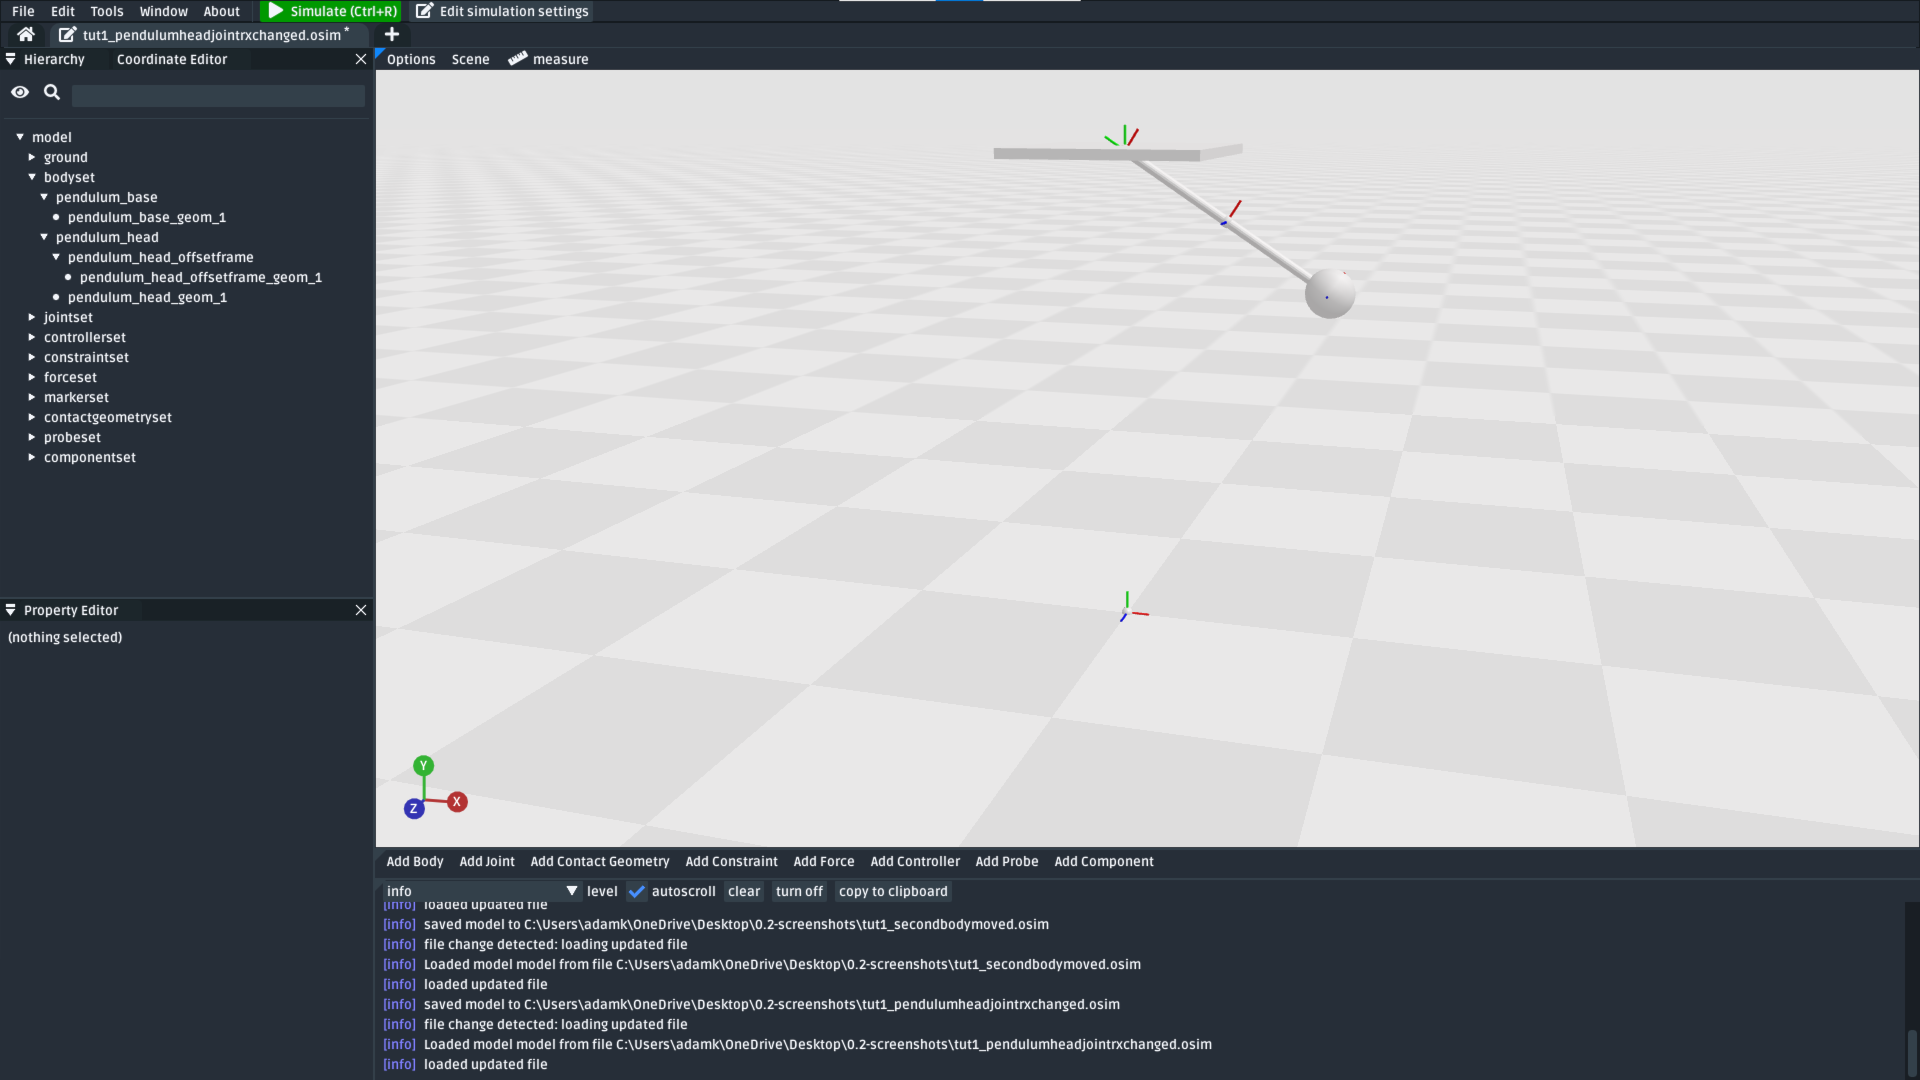 File Edit Tools Window About Simulate (Ctrl+R) Edit simulation settings
tut1_pendulumheadjointrxchanged.osim *
Hierarchy Coordinate Editor
Options Scene measure
model
ground
bodyset
pendulum_base
pendulum_base_geom_1
pendulum_head
pendulum_head_offsetframe
pendulum_head_offsetframe_geom_1
pendulum_head_geom_1
jointset
controllerset
constraintset
forceset
markerset
contactgeometryset
probeset
componentset
Property Editor
(nothing selected)
Y
X
Z
Add Body Add Joint Add Contact Geometry Add Constraint Add Force Add Controller Add Probe Add Component
info level autoscroll clear turn off copy to clipboard
[info] loaded updated file
[info] saved model to C:\Users\adamk\OneDrive\Desktop\0.2-screenshots\tut1_secondbodymoved.osim
[info] file change detected: loading updated file
[info] Loaded model model from file C:\Users\adamk\OneDrive\Desktop\0.2-screenshots\tut1_secondbodymoved.osim
[info] loaded updated file
[info] saved model to C:\Users\adamk\OneDrive\Desktop\0.2-screenshots\tut1_pendulumheadjointrxchanged.osim
[info] file change detected: loading updated file
[info] Loaded model model from file C:\Users\adamk\OneDrive\Desktop\0.2-screenshots\tut1_pendulumheadjointrxchanged.osim
[info] loaded updated file